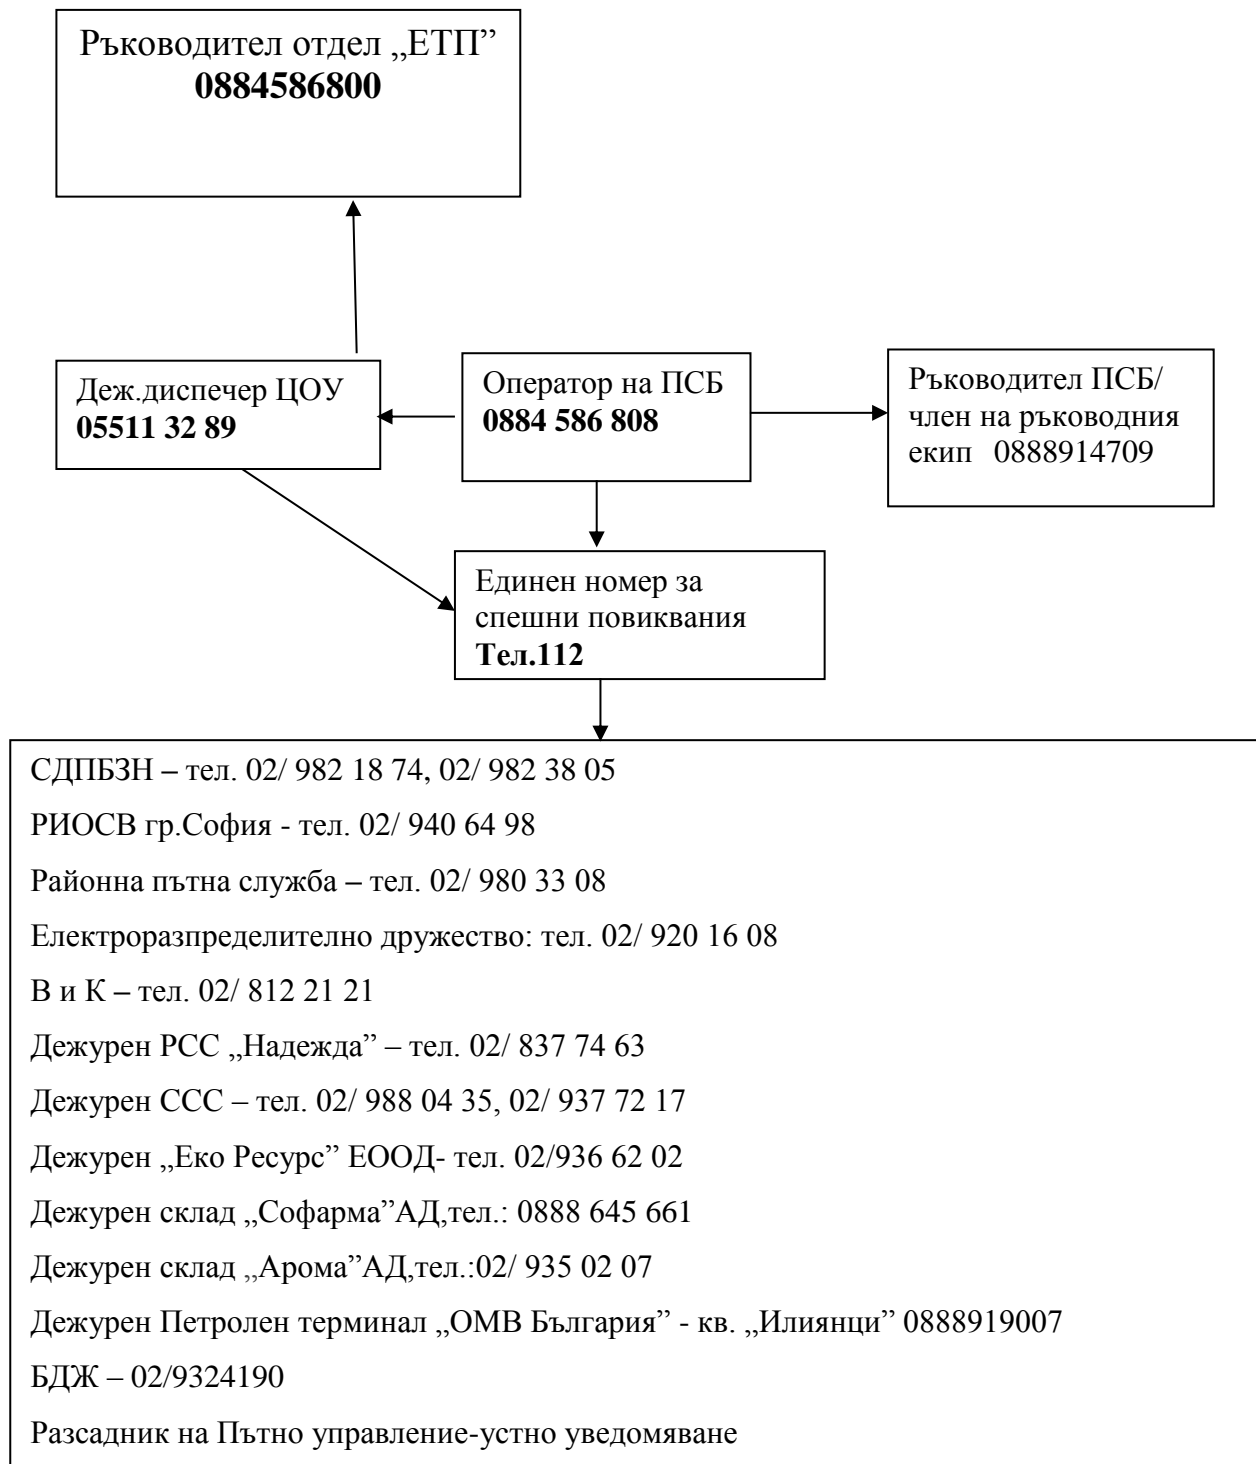 Ръководител отдел „ЕТП”
0884586800
Деж.диспечер ЦОУ
05511 32 89
Оператор на ПСБ
0884 586 808
Ръководител ПСБ/
член на ръководния
екип 0888914709
Единен номер за
спешни повиквания
Тел.112
СДПБЗН – тел. 02/ 982 18 74, 02/ 982 38 05
РИОСВ гр.София - тел. 02/ 940 64 98
Районна пътна служба – тел. 02/ 980 33 08
Електроразпределително дружество: тел. 02/ 920 16 08
В и К – тел. 02/ 812 21 21
Дежурен РСС „Надежда” – тел. 02/ 837 74 63
Дежурен ССС – тел. 02/ 988 04 35, 02/ 937 72 17
Дежурен „Еко Ресурс” ЕООД- тел. 02/936 62 02
Дежурен склад „Софарма”АД,тел.: 0888 645 661
Дежурен склад „Арома”АД,тел.:02/ 935 02 07
Дежурен Петролен терминал „ОМВ България” - кв. „Илиянци” 0888919007
БДЖ – 02/9324190
Разсадник на Пътно управление-устно уведомяване